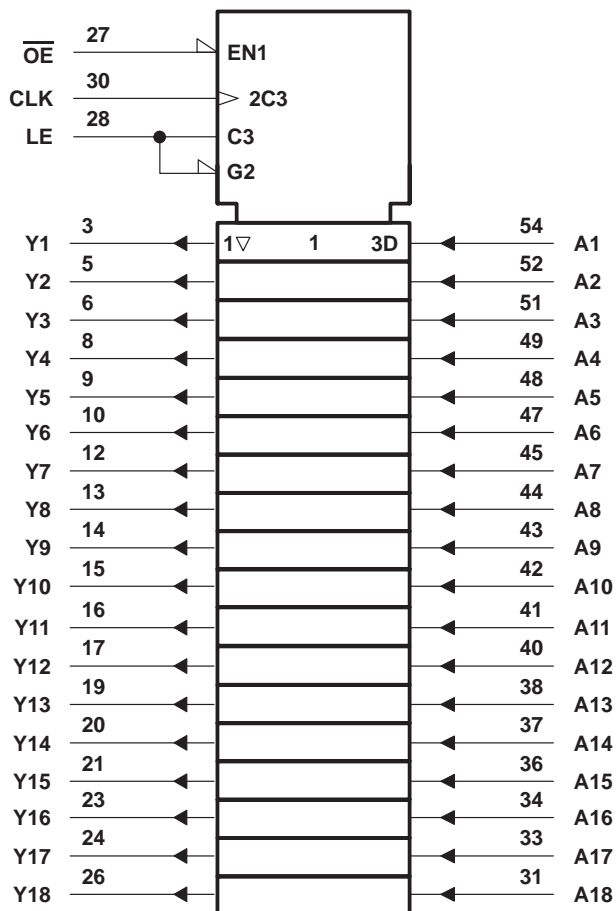 OE 27 EN1
CLK 30 2C3
LE 28 C3
G2
Y1 3 1▽ 1 3D 54 A1
Y2 5 52 A2
Y3 6 51 A3
Y4 8 49 A4
Y5 9 48 A5
Y6 10 47 A6
Y7 12 45 A7
Y8 13 44 A8
Y9 14 43 A9
Y10 15 42 A10
Y11 16 41 A11
Y12 17 40 A12
Y13 19 38 A13
Y14 20 37 A14
Y15 21 36 A15
Y16 23 34 A16
Y17 24 33 A17
Y18 26 31 A18